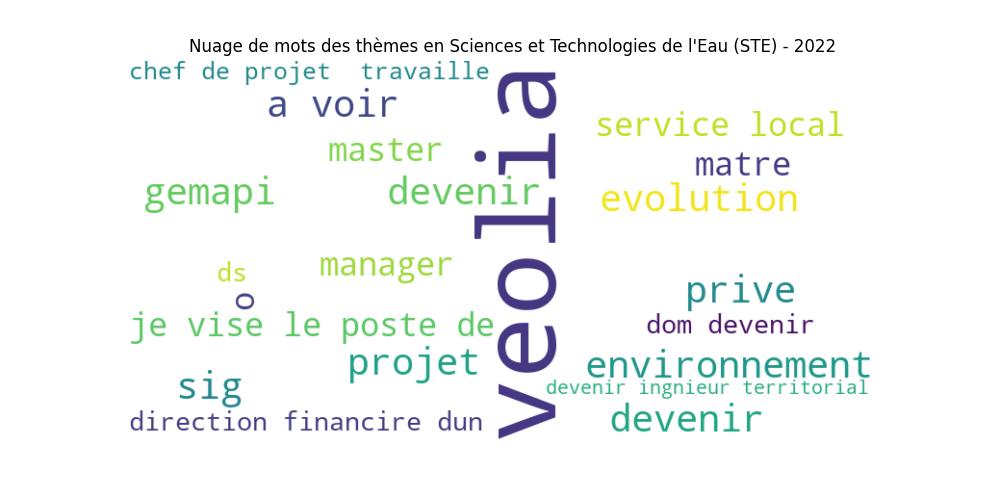 Nuage de mots des thèmes en Sciences et Technologies de l'Eau (STE) - 2022
chef de projet travaille
a voir
master
gemapi
devenir
ds
manager
o
je vise le poste de
projet
sig
direction financire dun
veolia
service local
matre
evolution
prive
dom devenir
environnement
devenir ingnieur territorial
devenir